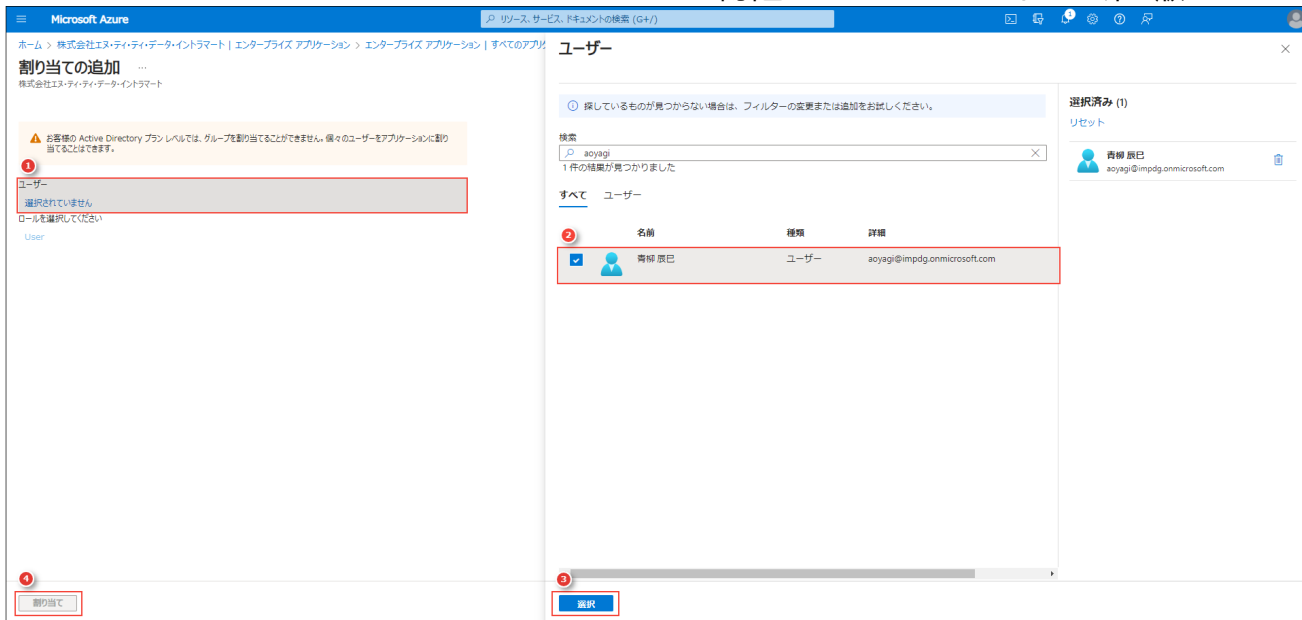 Microsoft Azure
リソース、サービス、ドキュメントの検索 (G+/)
1
ホーム > 株式会社エヌ・ティ・ティ・データ・イントラマート | エンタープライズ アプリケーション > エンタープライズ アプリケーション | すべてのアプリ
割り当ての追加 …
株式会社エヌ・ティ・ティ・データ・イントラマート
お客様の Active Directory プラン レベルでは、グループを割り当てることができません。個々のユーザーをアプリケーションに割り
当てることはできます。
1
ユーザー
選択されていません
ロールを選択してください
User
4
割り当て
ユーザー
探しているものが見つからない場合は、フィルターの変更または追加をお試しください。
検索
aoyagi
1 件の結果が見つかりました
すべて ユーザー
2
名前 種類 詳細
青柳 辰巳 ユーザー aoyagi@impdg.onmicrosoft.com
3
選択
選択済み (1)
リセット
青柳 辰巳
aoyagi@impdg.onmicrosoft.com